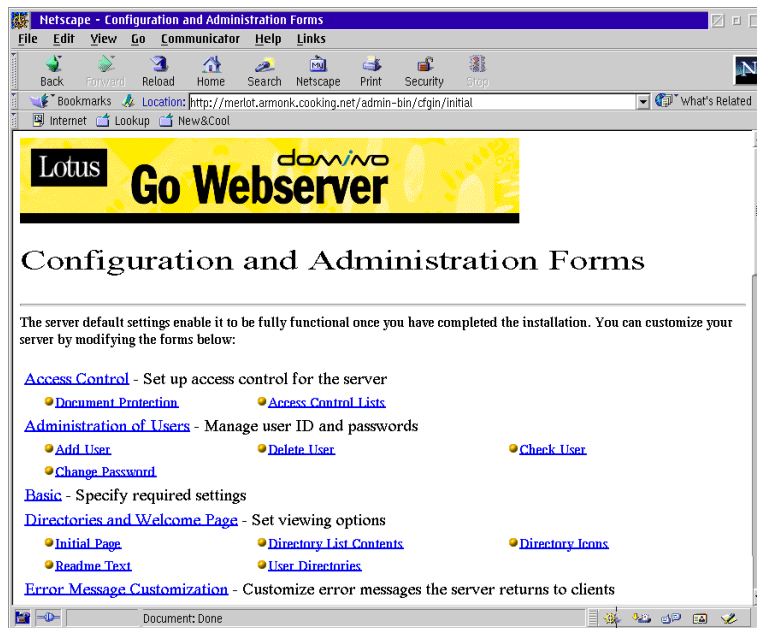 Netscape - Configuration and Administration Forms
File Edit View Go Communicator Help Links
Back Forward Reload Home Search Netscape Print Security Stop
Bookmarks Location: http://merlot.armonk.cooking.net/admin-bin/cfgin/initial What's Related
Internet Lookup New&Cool
Lotus domino
Go Webserver
Configuration and Administration Forms
The server default settings enable it to be fully functional once you have completed the installation. You can customize your
server by modifying the forms below:
Access Control - Set up access control for the server
Document Protection Access Control Lists
Administration of Users - Manage user ID and passwords
Add User Delete User Check User
Change Password
Basic - Specify required settings
Directories and Welcome Page - Set viewing options
Initial Page Directory List Contents Directory Icons
Readme Text User Directories
Error Message Customization - Customize error messages the server returns to clients
Document: Done